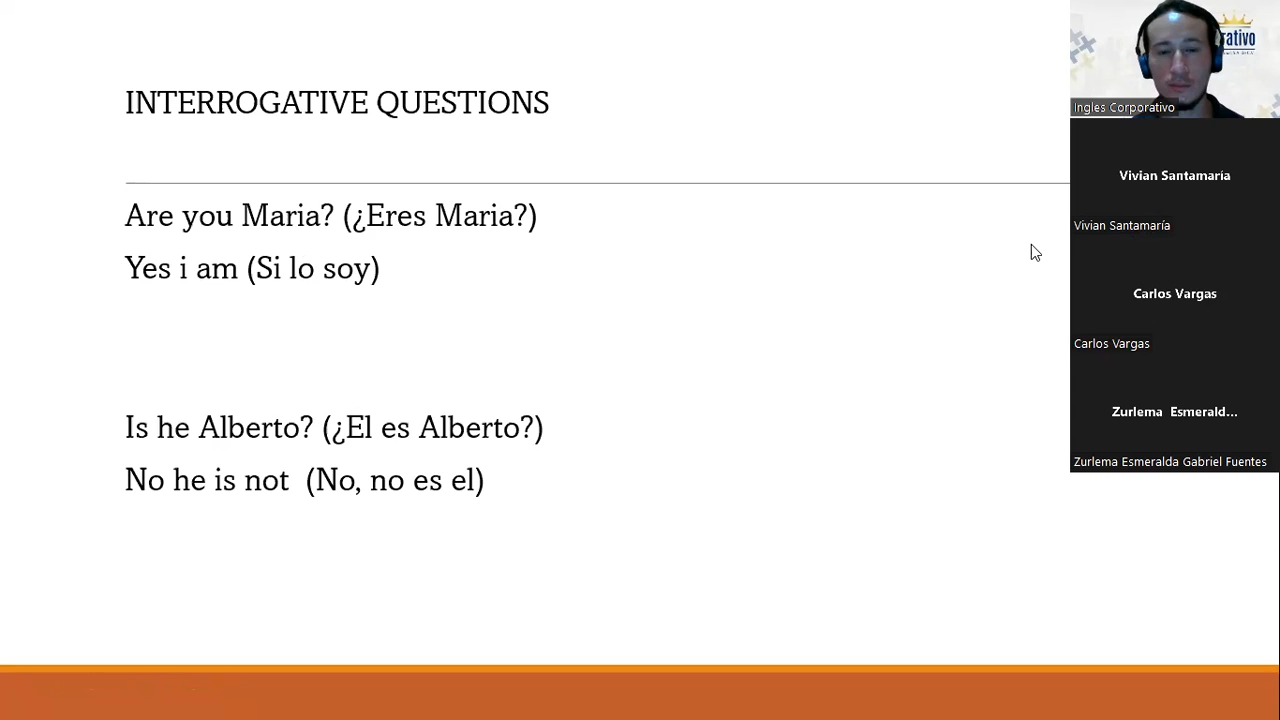 INTERROGATIVE QUESTIONS
Are you Maria? (¿Eres Maria?)
Yes i am (Si lo soy)
Is he Alberto? (¿El es Alberto?)
No he is not  (No, no es el)
rativo
Ingles Corporativo
Vivian Santamaría
Vivian Santamaría
Carlos Vargas
Carlos Vargas
Zurlema  Esmerald...
Zurlema Esmeralda Gabriel Fuentes